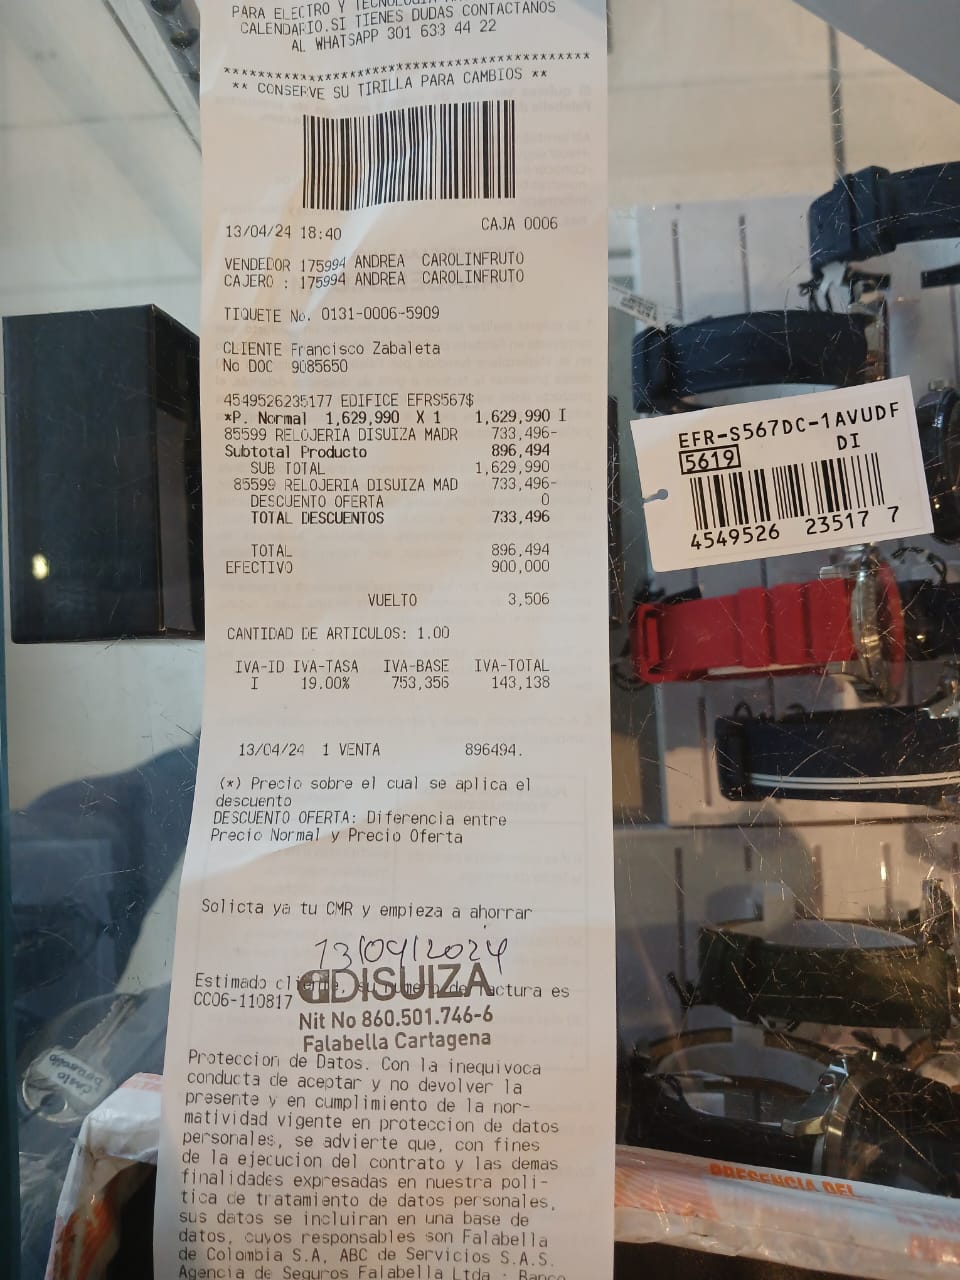 PARA ELECTRO Y TECNOLOGIA
CALENDARIO.SI TIENES DUDAS CONTACTANOS
AL WHATSAPP 301 633 44 22
****************************************
** CONSERVE SU TIRILLA PARA CAMBIOS **
13/04/24 18:40 CAJA 0006
VENDEDOR 175994 ANDREA CAROLINFRUTO
CAJERO : 175994 ANDREA CAROLINFRUTO
TIQUETE No. 0131-0006-5909
CLIENTE Francisco Zabaleta
No DOC 9085650
4549526235177 EDIFICE EFRS567$
*P. Normal 1,629,990 X 1 1,629,990 I
85599 RELOJERIA DISUIZA MADR 733,496-
Subtotal Producto 896,494
SUB TOTAL 1,629,990
85599 RELOJERIA DISUIZA MAD 733,496-
DESCUENTO OFERTA 0
TOTAL DESCUENTOS 733,496
TOTAL 896,494
EFECTIVO 900,000
VUELTO 3,506
CANTIDAD DE ARTICULOS: 1.00
IVA-ID IVA-TASA IVA-BASE IVA-TOTAL
I 19.00% 753,356 143,138
13/04/24 1 VENTA 896494.
(*) Precio sobre el cual se aplica el
descuento
DESCUENTO OFERTA: Diferencia entre
Precio Normal y Precio Oferta
Solicta ya tu CMR y empieza a ahorrar
13/04/2024
Estimado cliente, su numero de factura es
CC06-110817
DISUIZA
Nit No 860.501.746-6
Falabella Cartagena
Proteccion de Datos. Con la inequivoca
conducta de aceptar y no devolver la
presente y en cumplimiento de la nor-
matividad vigente en proteccion de datos
personales, se advierte que, con fines
de la ejecucion del contrato y las demas
finalidades expresadas en nuestra poli-
tica de tratamiento de datos personales,
sus datos se incluiran en una base de
datos, cuyos responsables son Falabella
de Colombia S.A, ABC de Servicios S.A.S.
Agencia de Seguros Falabella Ltda : Banco
EFR-S567DC-1AVUDF
5619 DI
4549526 23517 7
PRESENCIA DEL